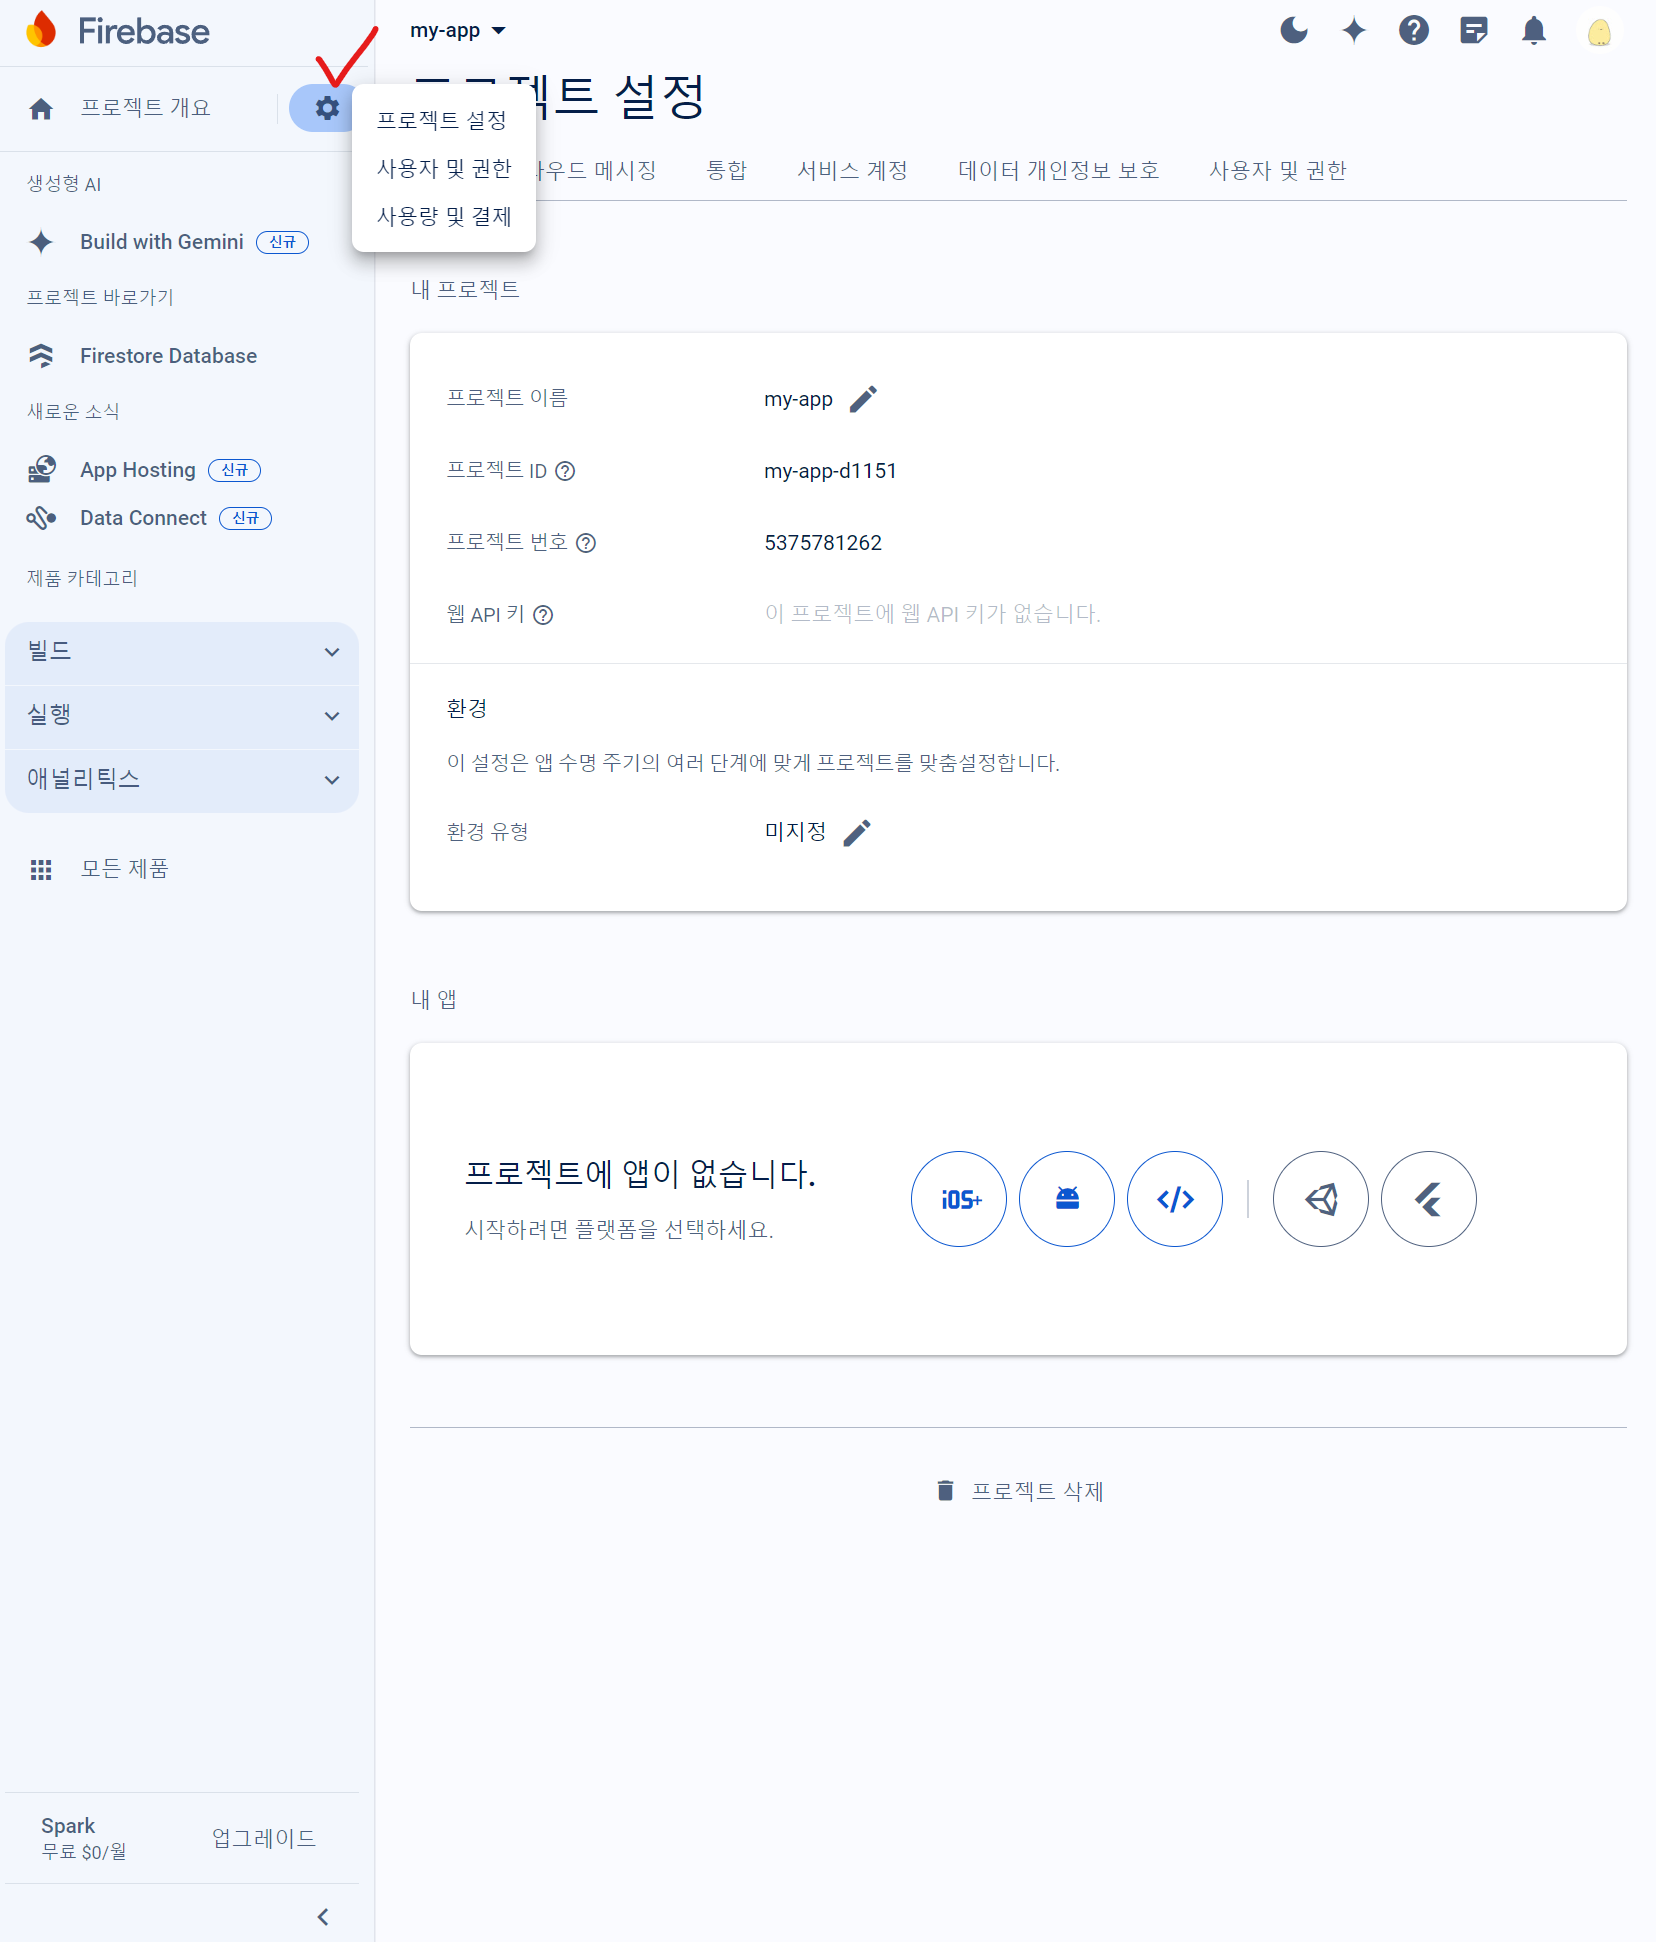 Firebase
my-app
프로젝트 개요
프로젝트 설정
사용자 및 권한
사용량 및 결제
젝트 설정
우드 메시징
통합
서비스 계정
데이터 개인정보 보호
사용자 및 권한
생성형 AI
Build with Gemini 신규
프로젝트 바로가기
Firestore Database
새로운 소식
App Hosting 신규
Data Connect 신규
제품 카테고리
빌드
실행
애널리틱스
모든 제품
Spark
무료 $0/월
업그레이드
내 프로젝트
프로젝트 이름 my-app
프로젝트 ID my-app-d1151
프로젝트 번호 5375781262
웹 API 키 이 프로젝트에 웹 API 키가 없습니다.
환경
이 설정은 앱 수명 주기의 여러 단계에 맞게 프로젝트를 맞춤설정합니다.
환경 유형 미지정
내 앱
프로젝트에 앱이 없습니다.
시작하려면 플랫폼을 선택하세요.
iOS+
프로젝트 삭제